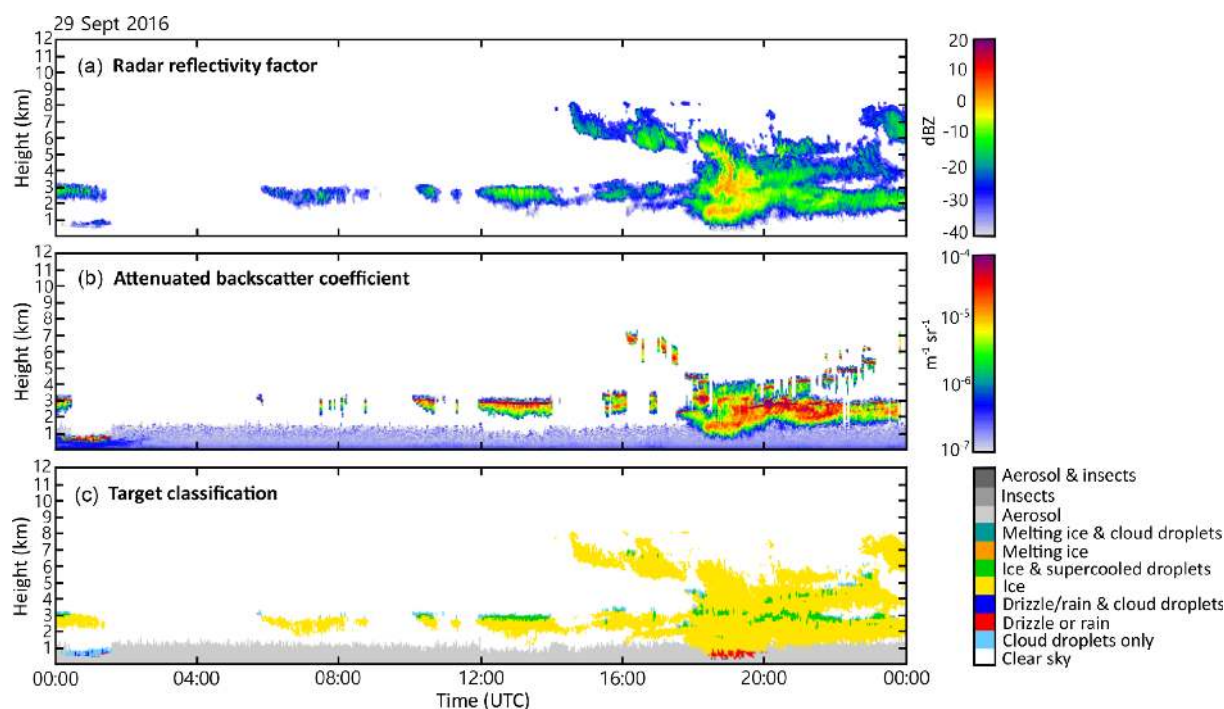 29 Sept 2016
12
11
10
9
8
7
6
5
4
3
2
1
Height (km)
(a) Radar reflectivity factor
20
10
0
-10
-20
-30
-40
dBZ
12
11
10
9
8
7
6
5
4
3
2
1
Height (km)
(b) Attenuated backscatter coefficient
10⁻⁴
10⁻⁵
10⁻⁶
10⁻⁷
m⁻¹ sr⁻¹
12
11
10
9
8
7
6
5
4
3
2
1
Height (km)
(c) Target classification
Aerosol & insects
Insects
Aerosol
Melting ice & cloud droplets
Melting ice
Ice & supercooled droplets
Ice
Drizzle/rain & cloud droplets
Drizzle or rain
Cloud droplets only
Clear sky
00:00 04:00 08:00 12:00 16:00 20:00 00:00
Time (UTC)